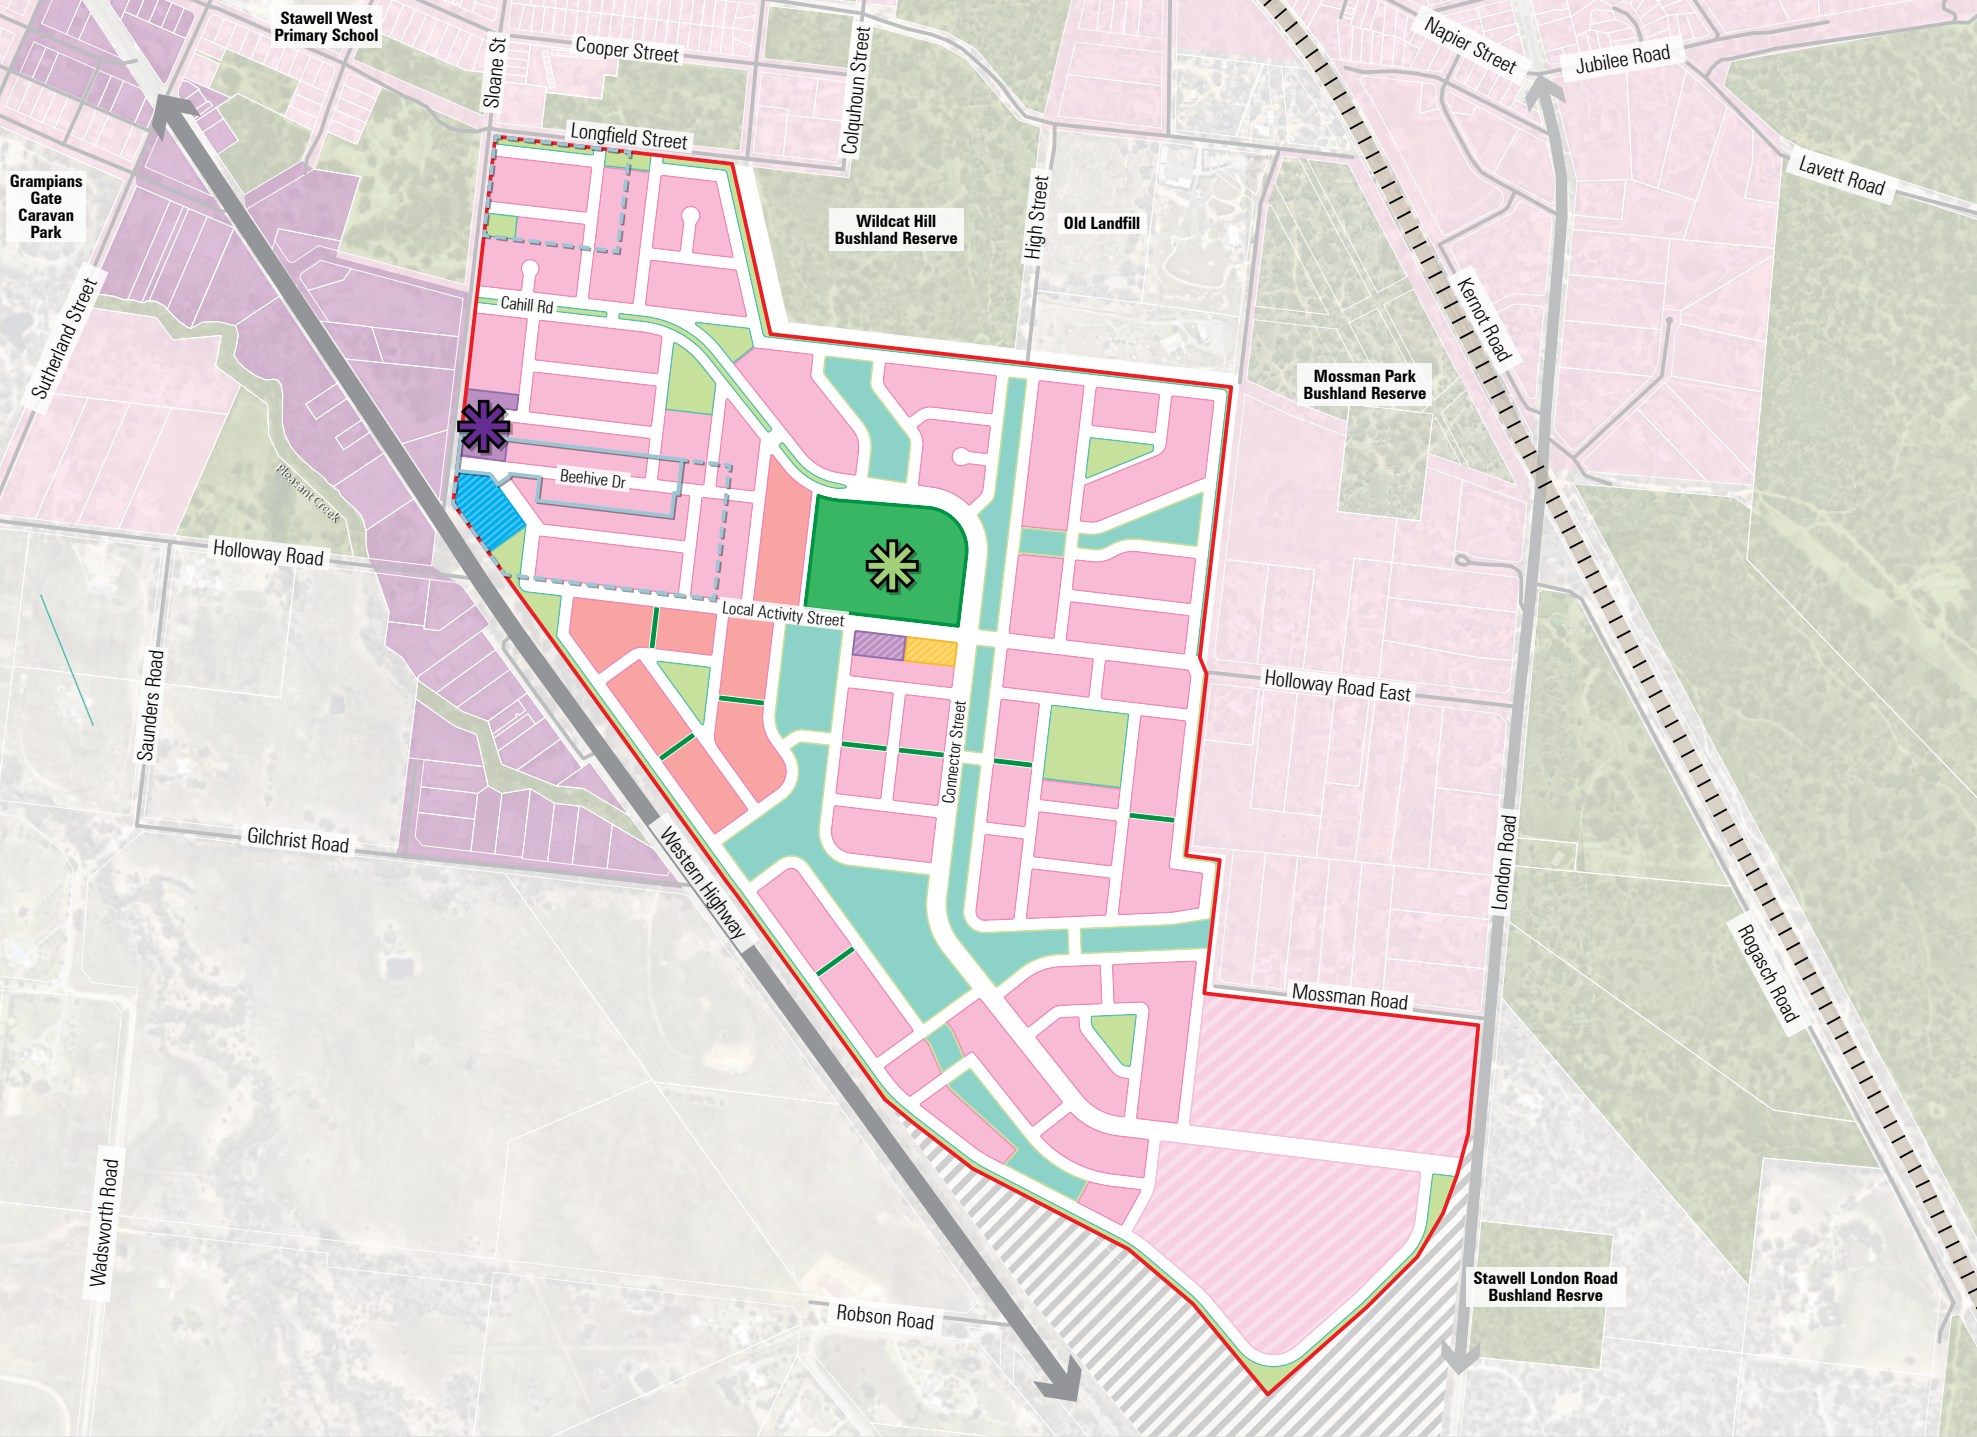 Stawell West
Primary School
Cooper Street
Sloane St
Colquhoun Street
Napier Street
Jubilee Road
Longfield Street
Lavett Road
Grampians
Gate
Caravan
Park
Wildcat Hill
Bushland Reserve
High Street
Old Landfill
Sutherland Street
Cahill Rd
Kernot Road
Mossman Park
Bushland Reserve
Pleasant Creek
Beehive Dr
Holloway Road
Local Activity Street
Saunders Road
Holloway Road East
Connector Street
Gilchrist Road
Western Highway
London Road
Rogasch Road
Mossman Road
Wadsworth Road
Robson Road
Stawell London Road
Bushland Resrve